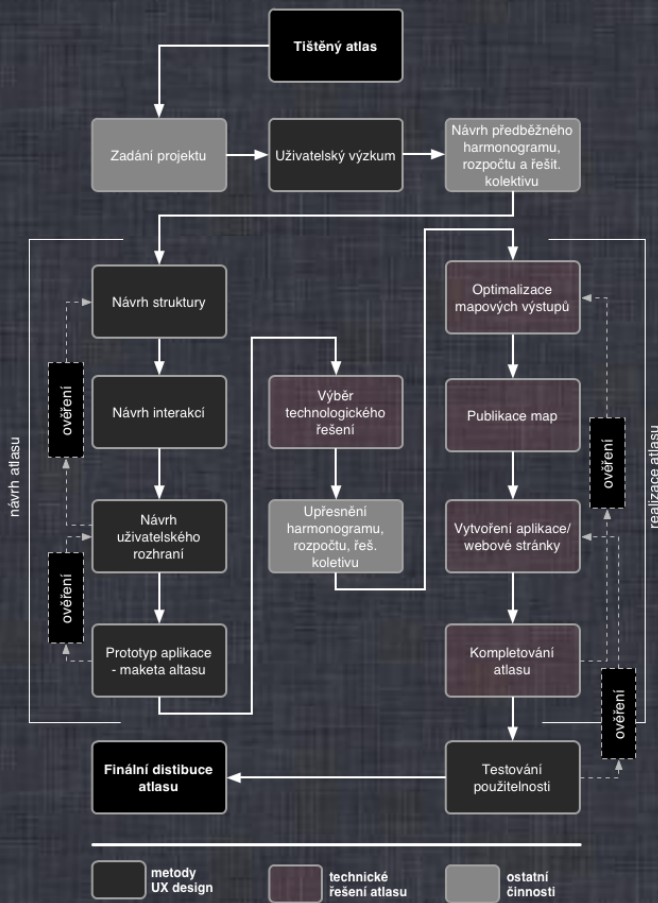 Tištěný atlas
Zadání projektu
Uživatelský výzkum
Návrh předběžného
harmonogramu,
rozpočtu a řešit.
kolektivu
návrh atlasu
Návrh struktury
ověření
Návrh interakcí
Návrh
uživatelského
rozhraní
ověření
Prototyp aplikace
- maketa altasu
Výběr
technologického
řešení
Upřesnění
harmonogramu,
rozpočtu, řeš.
koletivu
Optimalizace
mapových výstupů
Publikace map
ověření
realizace atlasu
Vytvoření aplikace/
webové stránky
Kompletování
atlasu
ověření
Testování
použitelnosti
Finální distibuce
atlasu
metody
UX design
technické
řešení atlasu
ostatní
činnosti